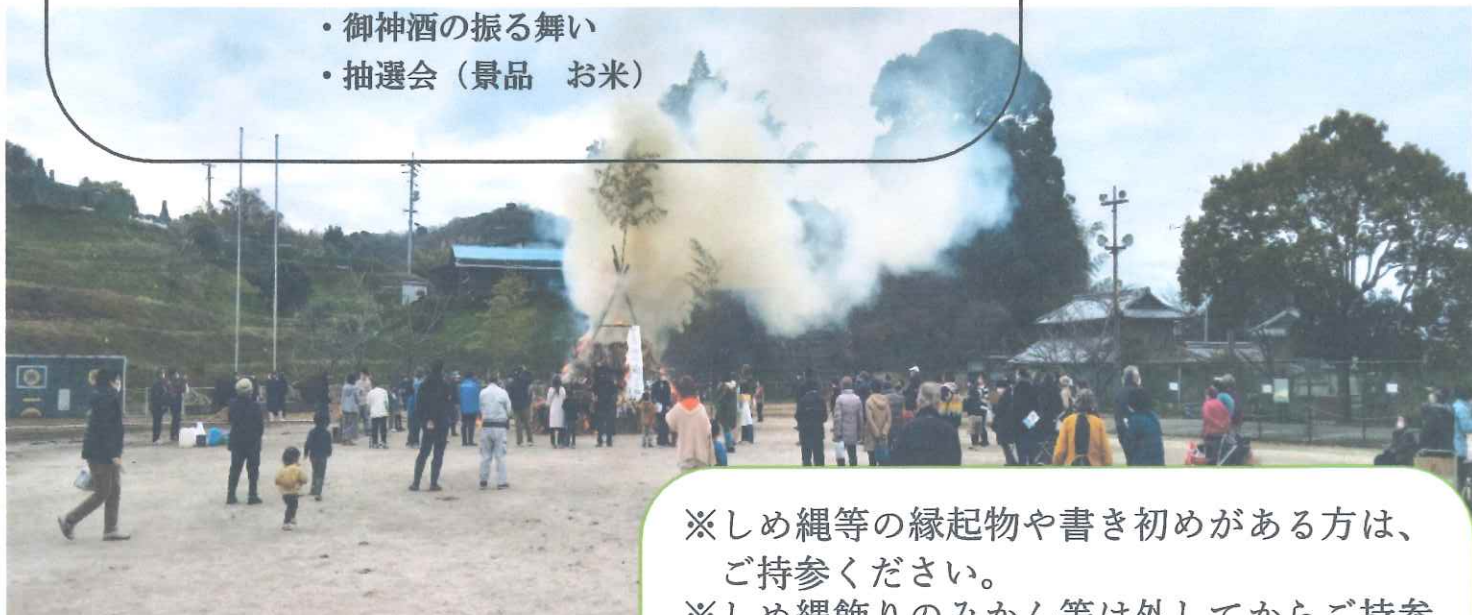 ・御神酒の振る舞い
・抽選会（景品　お米）
※しめ縄等の縁起物や書き初めがある方は、
ご持参ください。
※しめ縄飾りのみかん等は外してからご持参